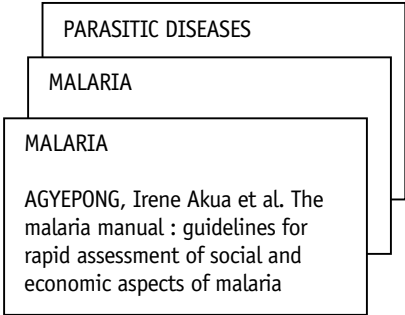 PARASITIC DISEASES
MALARIA
MALARIA
AGYEPONG, Irene Akua et al. The
malaria manual : guidelines for
rapid assessment of social and
economic aspects of malaria